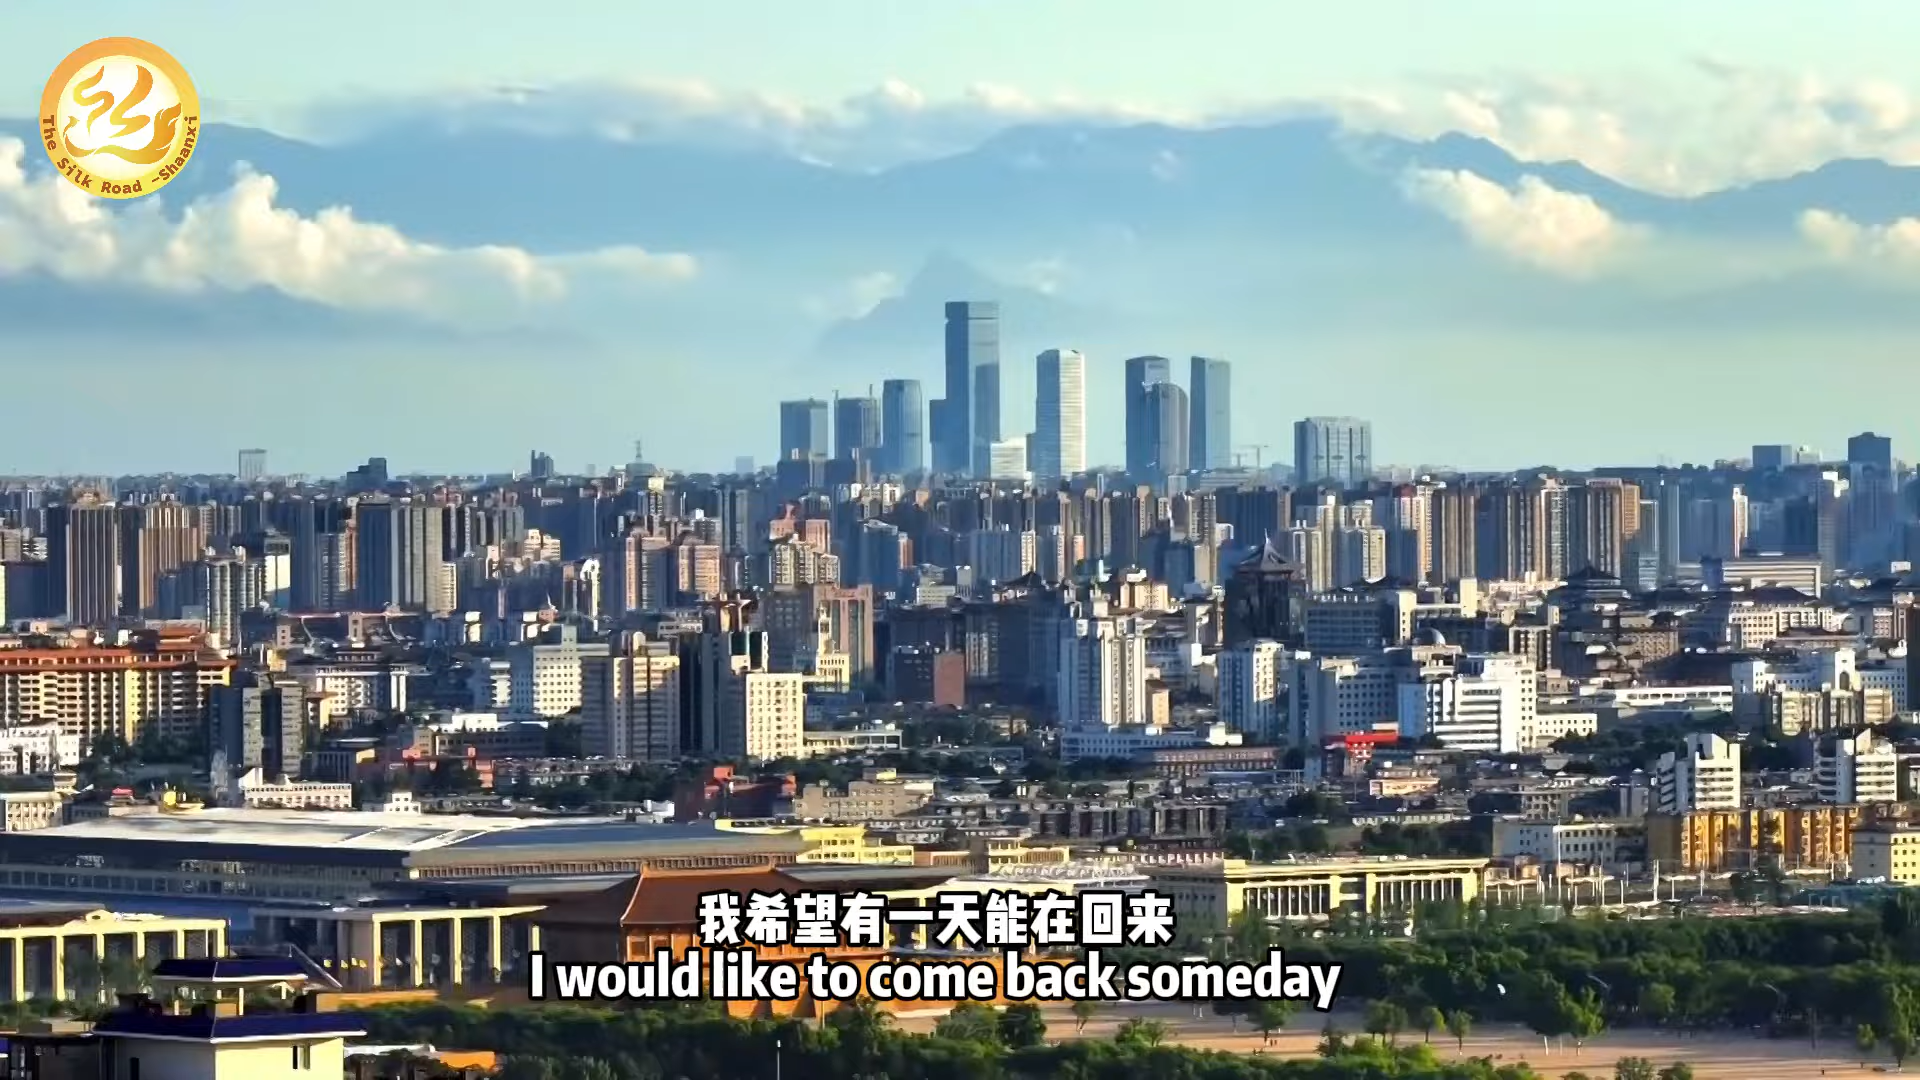 The Silk Road -Shaanxi
我希望有一天能在回来
I would like to come back someday